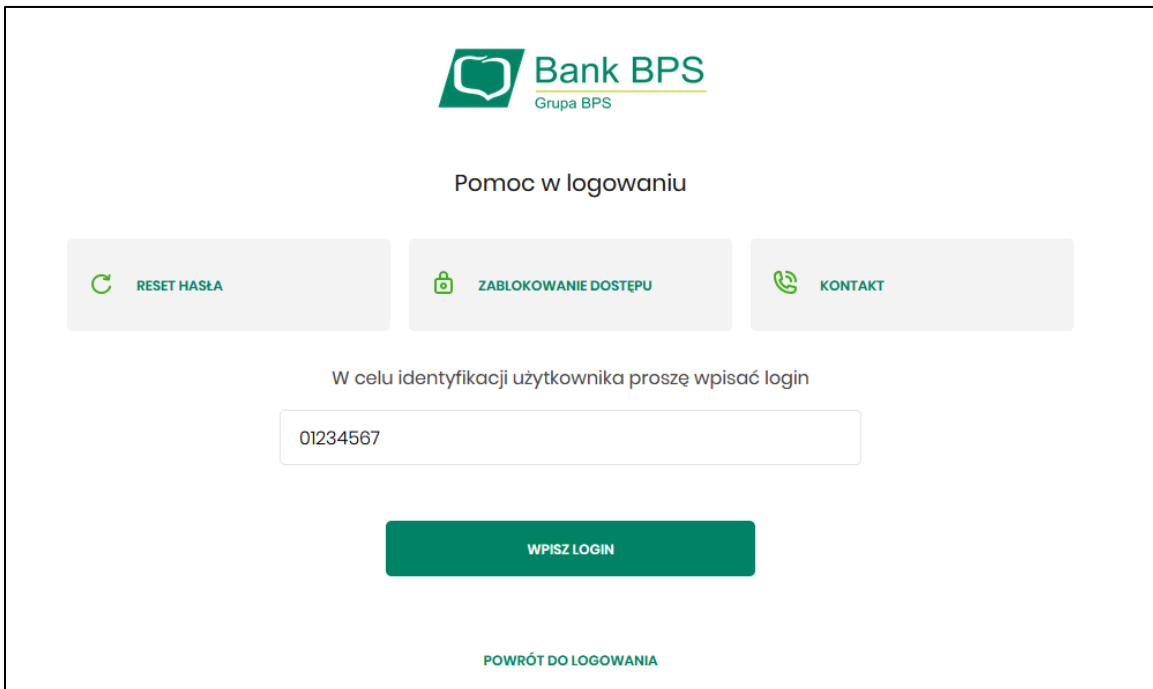 Bank BPS
Grupa BPS
Pomoc w logowaniu
RESET HASŁA
ZABLOKOWANIE DOSTĘPU
KONTAKT
W celu identyfikacji użytkownika proszę wpisać login
01234567
WPISZ LOGIN
POWRÓT DO LOGOWANIA